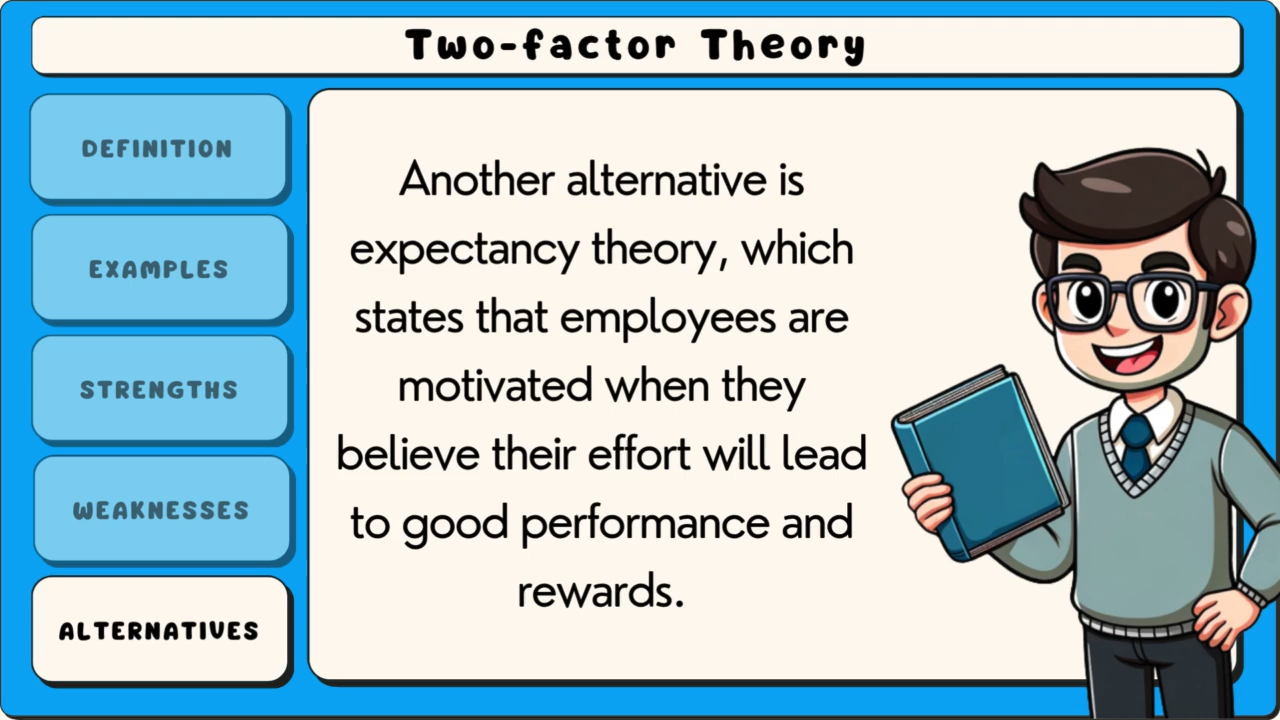 Two-factor Theory
DEFINITION
EXAMPLES
STRENGTHS
WEAKNESSES
ALTERNATIVES
Another alternative is
expectancy theory, which
states that employees are
motivated when they
believe their effort will lead
to good performance and
rewards.